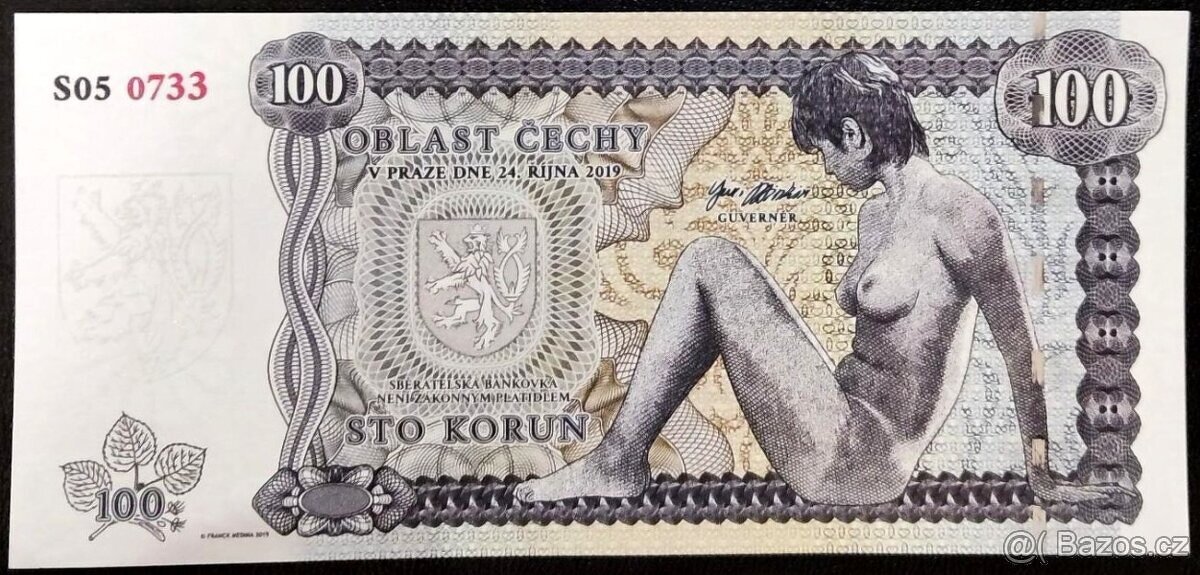 S05 0733
100
100
OBLAST ČECHY
V PRAZE DNE 24. ŘÍJNA 2019
GUVERNÉR
SBĚRATELSKÁ BANKOVKA
NENÍ ZÁKONNÝM PLATIDLEM
STO KORUN
100
© FRANCK MEDINA 2019
@( Bazos.cz